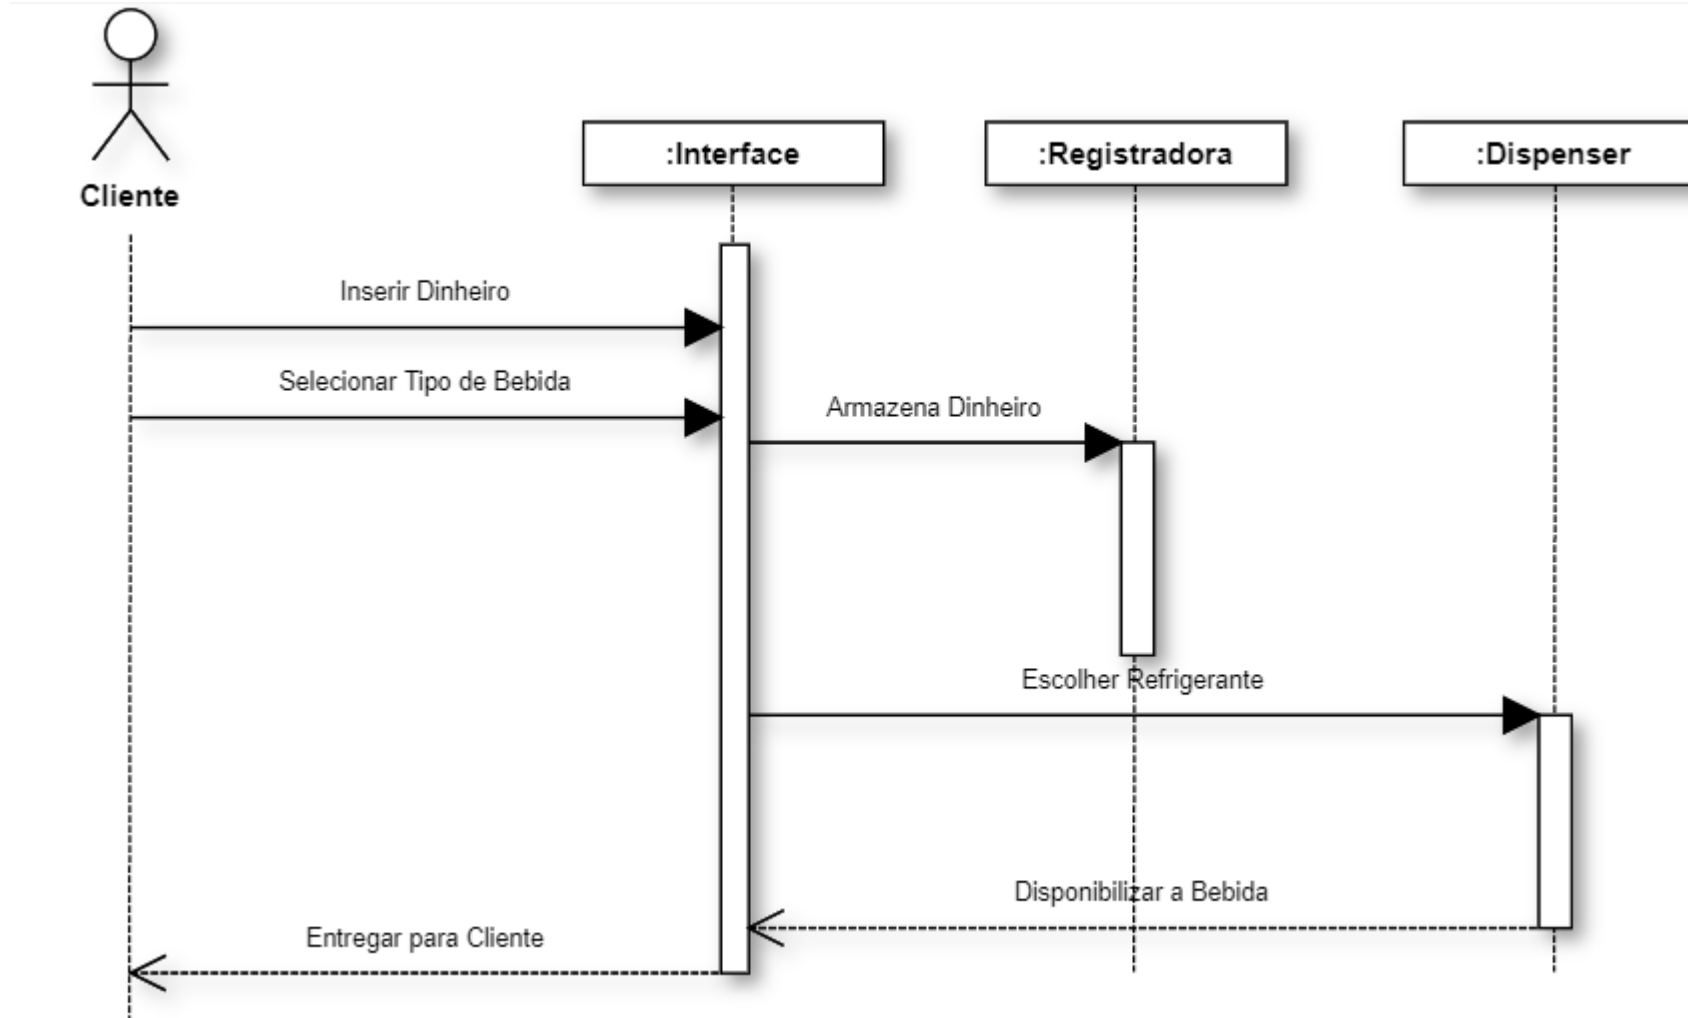 Cliente
:Interface
:Registradora
:Dispenser
Inserir Dinheiro
Selecionar Tipo de Bebida
Armazena Dinheiro
Escolher Refrigerante
Disponibilizar a Bebida
Entregar para Cliente